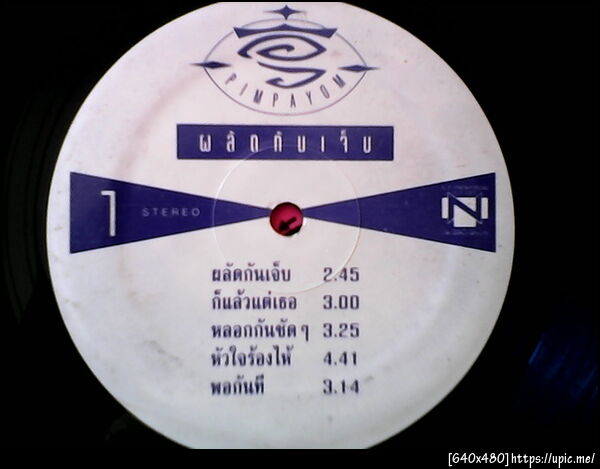 PIMPAYOM
ผลัดกันเจ็บ
1 STEREO N
ผลัดกันเจ็บ 2.45
ก็แล้วแต่เธอ 3.00
หลอกกันชัด ๆ 3.25
หัวใจร้องไห้ 4.41
พอกันที 3.14
[640x480]https://upic.me/